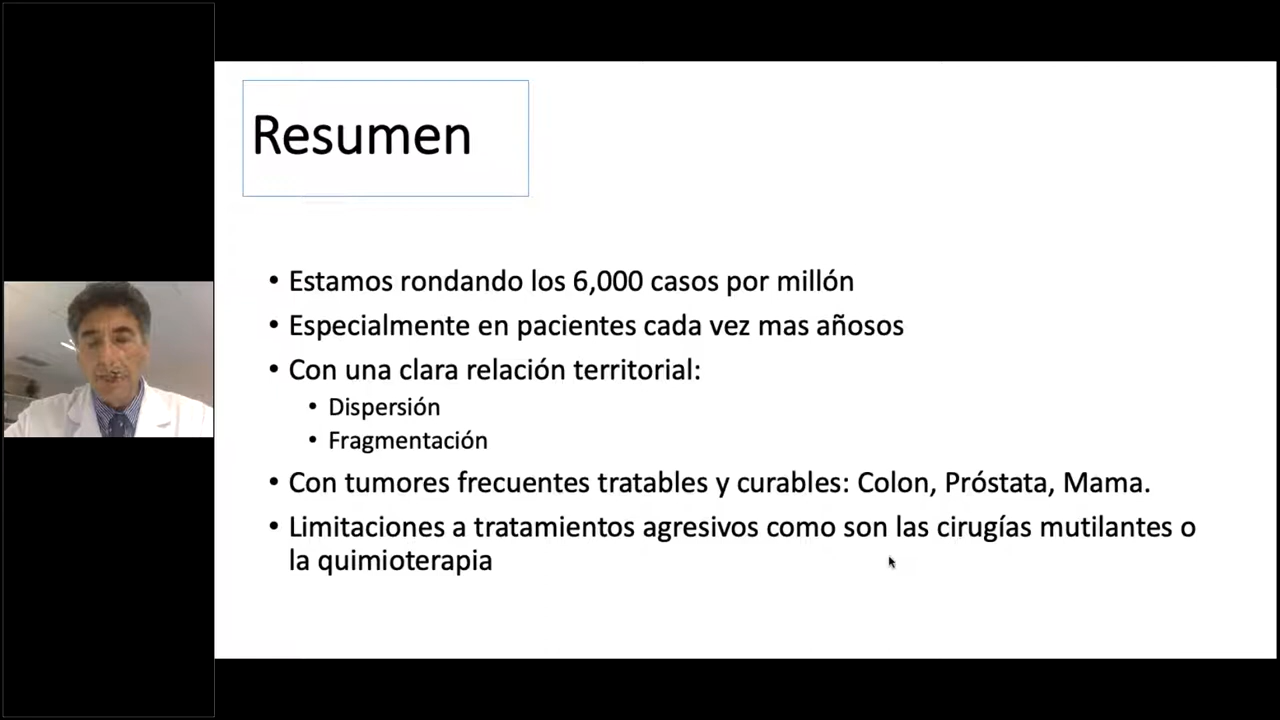 Resumen
• Estamos rondando los 6,000 casos por millón
• Especialmente en pacientes cada vez mas añosos
• Con una clara relación territorial:
• Dispersión
• Fragmentación
• Con tumores frecuentes tratables y curables: Colon, Próstata, Mama.
• Limitaciones a tratamientos agresivos como son las cirugías mutilantes o
la quimioterapia